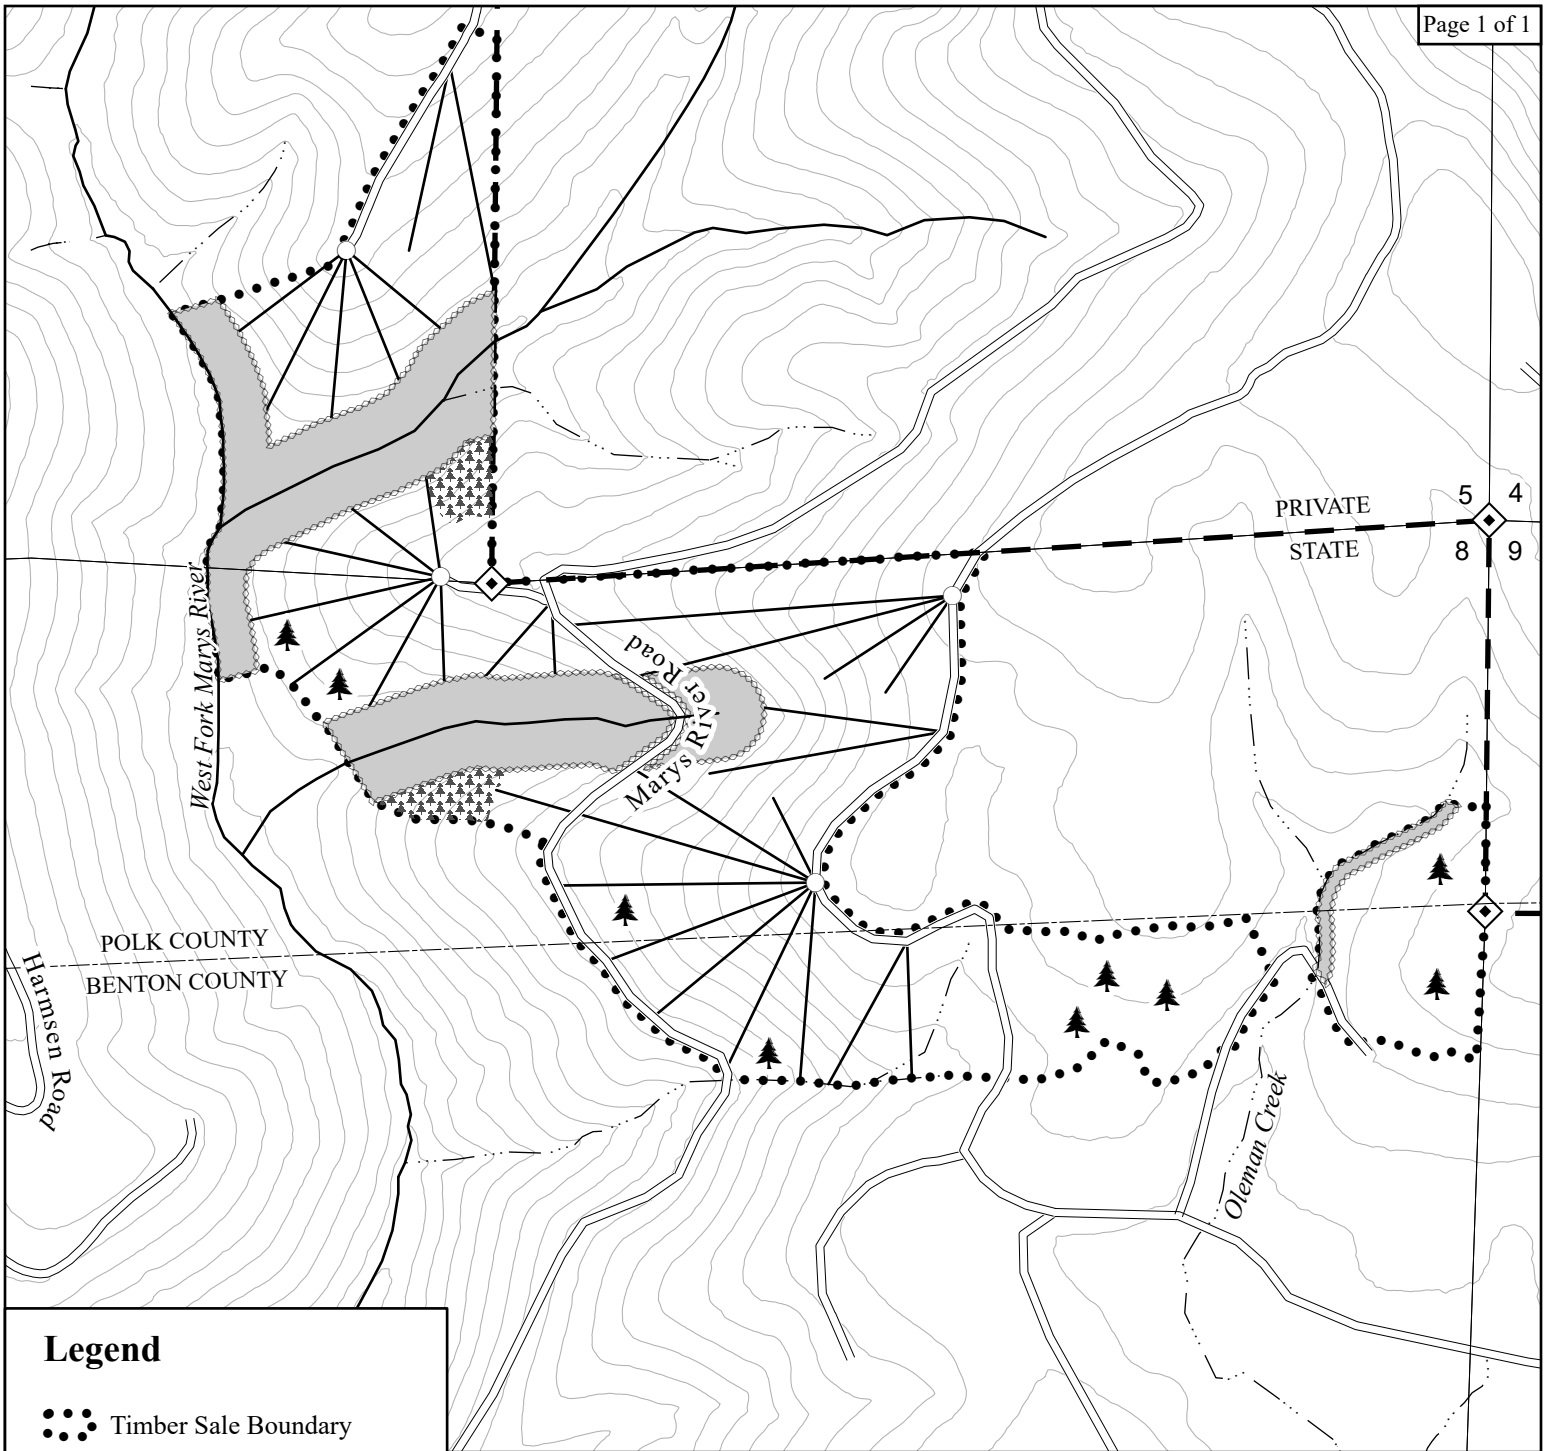 Page 1 of 1
5 4
PRIVATE
STATE
8 9
West Fork Marys River
Marys River Road
POLK COUNTY
BENTON COUNTY
Harmsen Road
Oleman Creek
Legend
Timber Sale Boundary